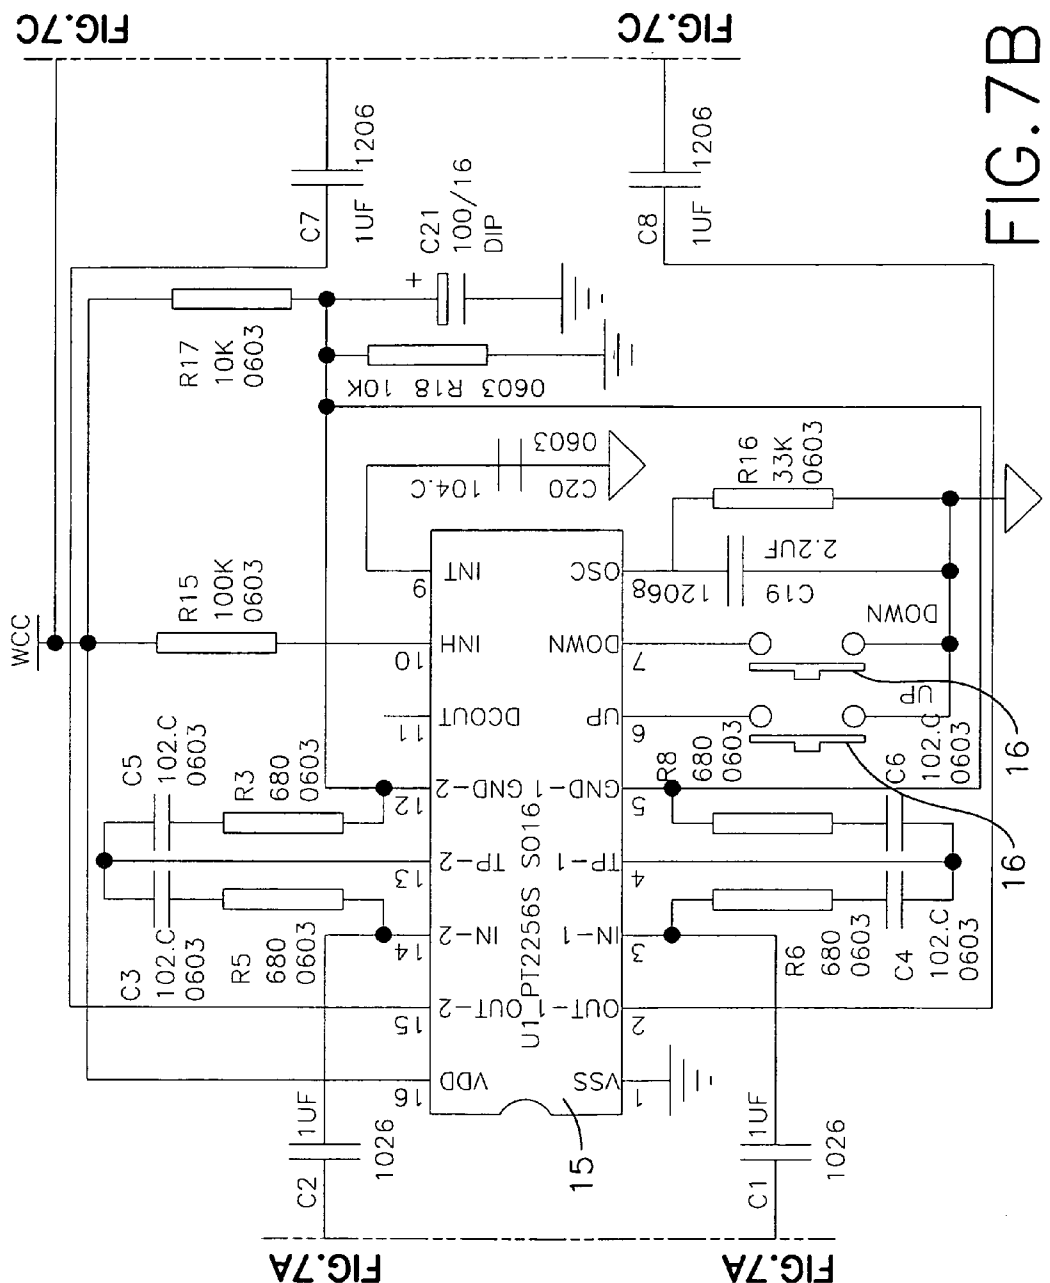 FIG.7C
FIG.7C
FIG.7B
FIG.7A
FIG.7A
WCC
C7
1UF
1206
C8
1UF
1206
C21
100/16
DIP
+
R17
10K
0603
10K R18 0603
104.C
C20
0603
R15
100K
0603
R16
33K
0603
2.2UF
C19
12068
DOWN
UP
C5
102.C
0603
R3
680
0603
C3
102.C
0603
R5
680
0603
R8
680
0603
C6
102.C
0603
R6
680
0603
C4
102.C
0603
16 VDD
15 OUT-2
14 IN-2
13 TP-2
12 GND-2
11 DCOUT
10 INH
9 INT
U1 PT2256S SO16
1 VSS
2 OUT-1
3 IN-1
4 TP-1
5 GND-1
6 UP
7 DOWN
OSC
C2
1UF
1026
C1
1UF
1026
15
16
16